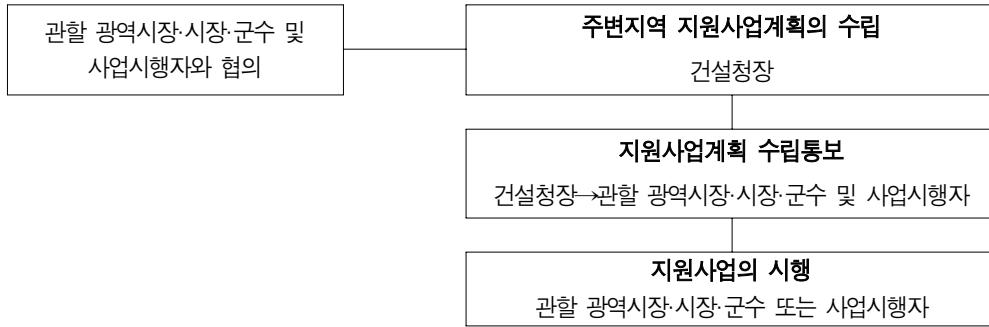 관할 광역시장·시장·군수 및
사업시행자와 협의
주변지역 지원사업계획의 수립
건설청장
지원사업계획 수립통보
건설청장→관할 광역시장·시장·군수 및 사업시행자
지원사업의 시행
관할 광역시장·시장·군수 또는 사업시행자